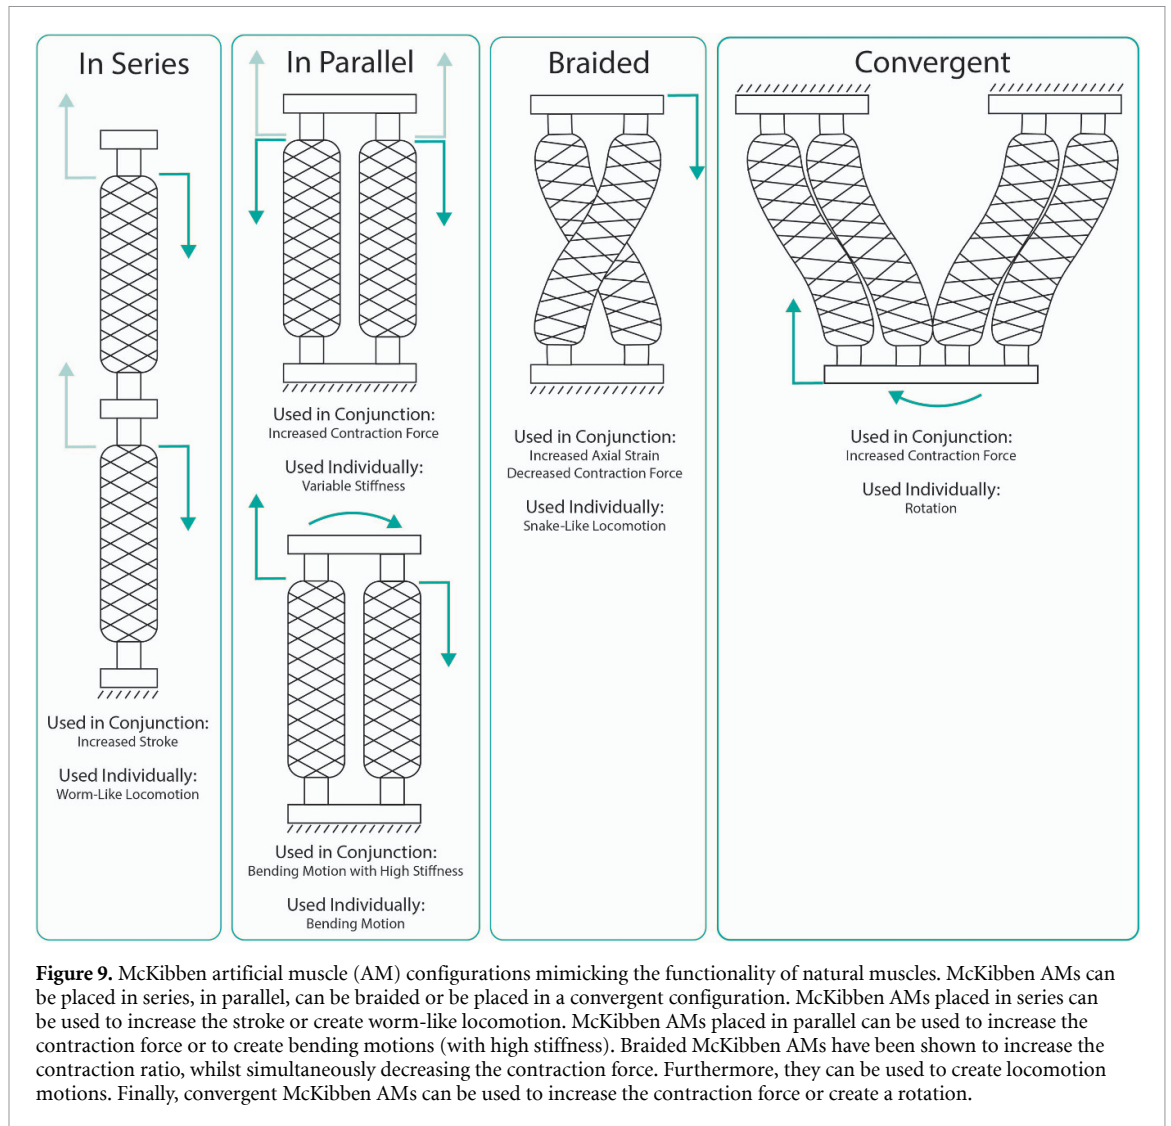 In Series
Used in Conjunction:
Increased Stroke
Used Individually:
Worm-Like Locomotion
In Parallel
Used in Conjunction:
Increased Contraction Force
Used Individually:
Variable Stiffness
Used in Conjunction:
Bending Motion with High Stiffness
Used Individually:
Bending Motion
Braided
Used in Conjunction:
Increased Axial Strain
Decreased Contraction Force
Used Individually:
Snake-Like Locomotion
Convergent
Used in Conjunction:
Increased Contraction Force
Used Individually:
Rotation
Figure 9. McKibben artificial muscle (AM) configurations mimicking the functionality of natural muscles. McKibben AMs can
be placed in series, in parallel, can be braided or be placed in a convergent configuration. McKibben AMs placed in series can
be used to increase the stroke or create worm-like locomotion. McKibben AMs placed in parallel can be used to increase the
contraction force or to create bending motions (with high stiffness). Braided McKibben AMs have been shown to increase the
contraction ratio, whilst simultaneously decreasing the contraction force. Furthermore, they can be used to create locomotion
motions. Finally, convergent McKibben AMs can be used to increase the contraction force or create a rotation.